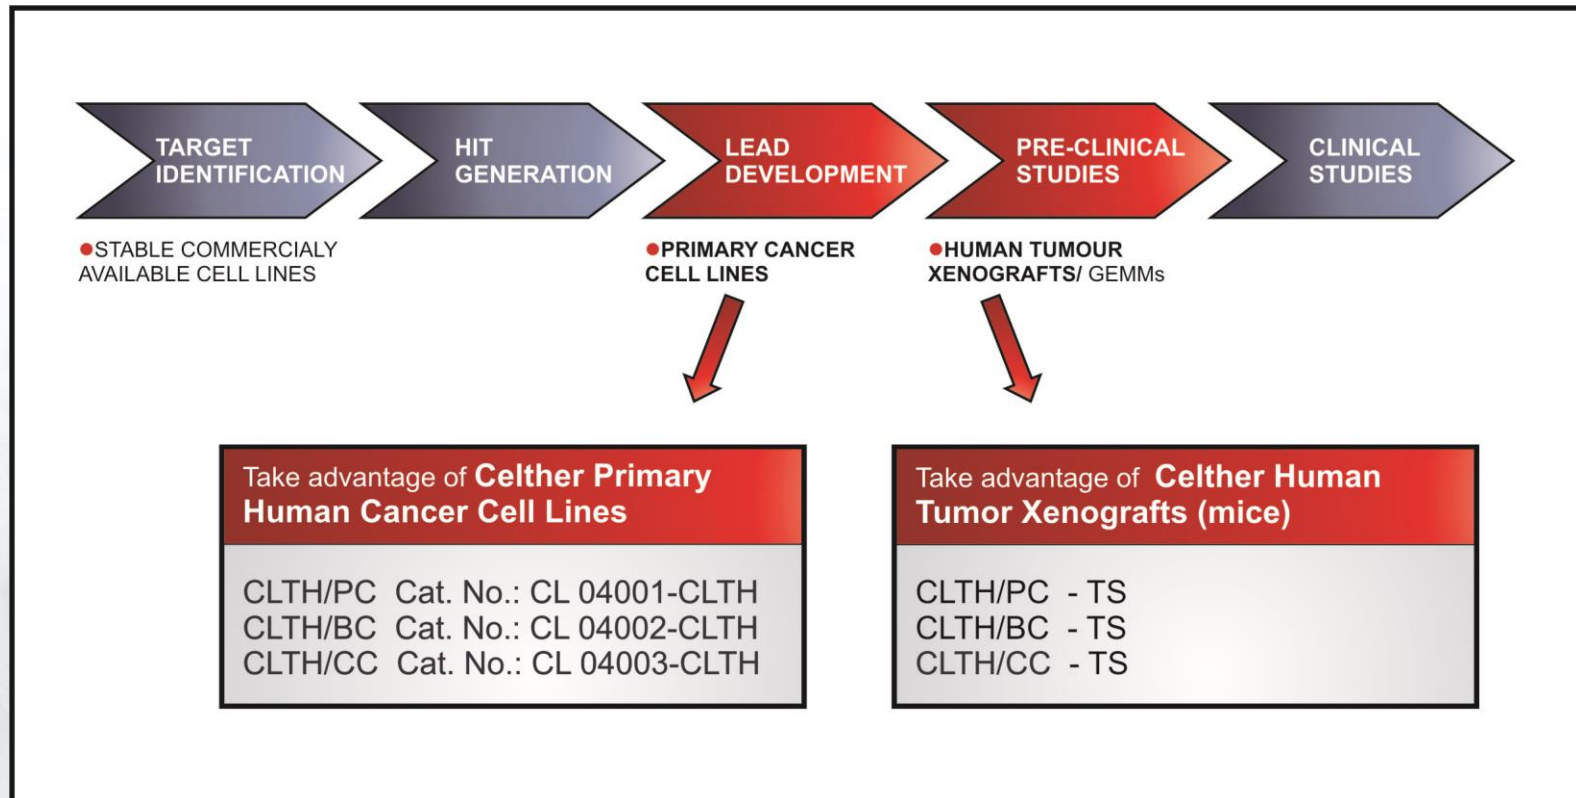 TARGET
IDENTIFICATION
HIT
GENERATION
LEAD
DEVELOPMENT
PRE-CLINICAL
STUDIES
CLINICAL
STUDIES
●STABLE COMMERCIALY
AVAILABLE CELL LINES
●PRIMARY CANCER
CELL LINES
●HUMAN TUMOUR
XENOGRAFTS/ GEMMs
Take advantage of Celther Primary
Human Cancer Cell Lines
CLTH/PC Cat. No.: CL 04001-CLTH
CLTH/BC Cat. No.: CL 04002-CLTH
CLTH/CC Cat. No.: CL 04003-CLTH
Take advantage of Celther Human
Tumor Xenografts (mice)
CLTH/PC - TS
CLTH/BC - TS
CLTH/CC - TS